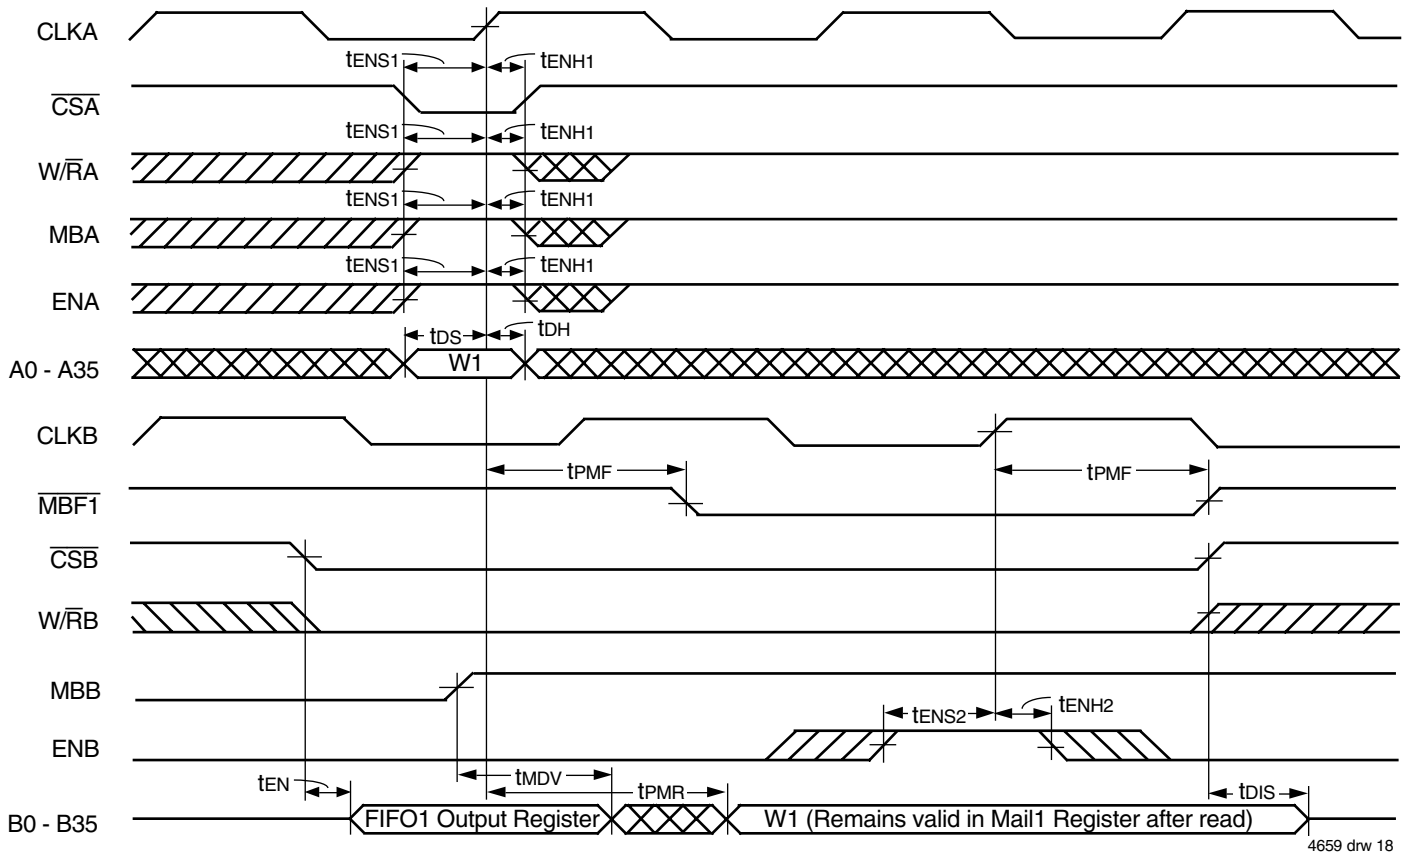 CLKA
tENS1 tENH1
CSA
tENS1 tENH1
W/RA
tENS1 tENH1
MBA
tENS1 tENH1
ENA
tDS tDH
A0 - A35 W1
CLKB
tPMF tPMF
MBF1
CSB
W/RB
MBB
tENS2 tENH2
ENB
tEN tMDV tPMR tDIS
B0 - B35 FIFO1 Output Register W1 (Remains valid in Mail1 Register after read)
4659 drw 18